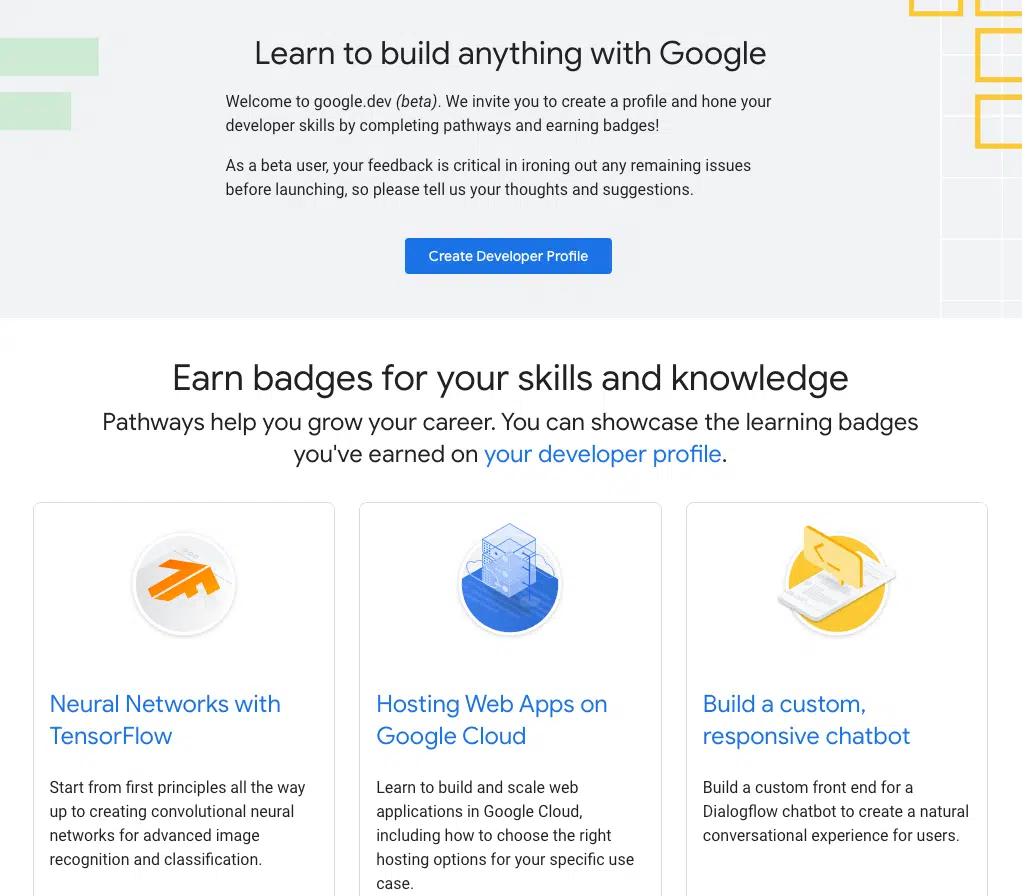 Learn to build anything with Google
Welcome to google.dev (beta). We invite you to create a profile and hone your
developer skills by completing pathways and earning badges!
As a beta user, your feedback is critical in ironing out any remaining issues
before launching, so please tell us your thoughts and suggestions.
Create Developer Profile
Earn badges for your skills and knowledge
Pathways help you grow your career. You can showcase the learning badges
you've earned on your developer profile.
Neural Networks with
TensorFlow
Start from first principles all the way
up to creating convolutional neural
networks for advanced image
recognition and classification.
Hosting Web Apps on
Google Cloud
Learn to build and scale web
applications in Google Cloud,
including how to choose the right
hosting options for your specific use
case.
Build a custom,
responsive chatbot
Build a custom front end for a
Dialogflow chatbot to create a natural
conversational experience for users.